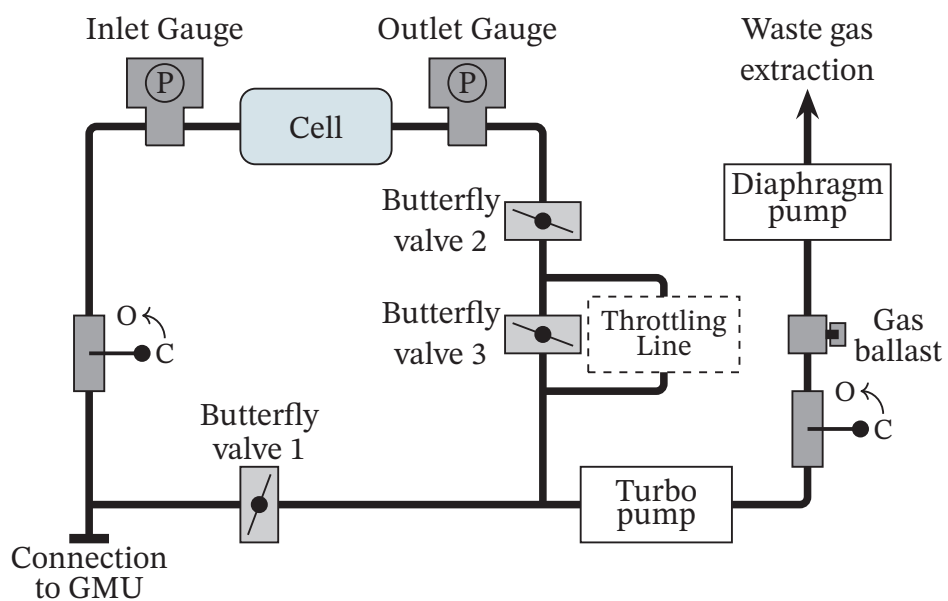 Inlet Gauge
P
Outlet Gauge
P
Waste gas
extraction
Cell
Diaphragm
pump
Butterfly
valve 2
Butterfly
valve 3
Throttling
Line
O
C
Gas
ballast
O
C
Butterfly
valve 1
Turbo
pump
Connection
to GMU